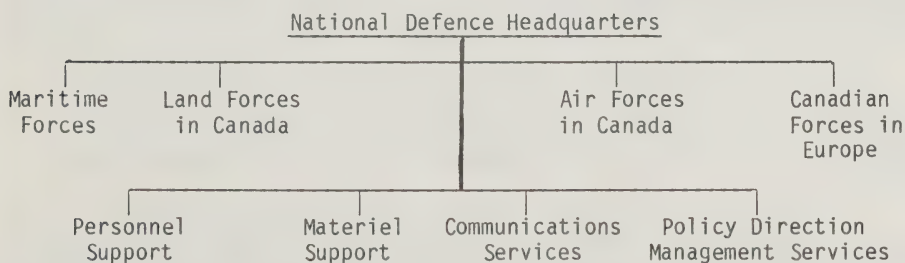 National Defence Headquarters
Maritime Forces
Land Forces in Canada
Air Forces in Canada
Canadian Forces in Europe
Personnel Support
Materiel Support
Communications Services
Policy Direction Management Services